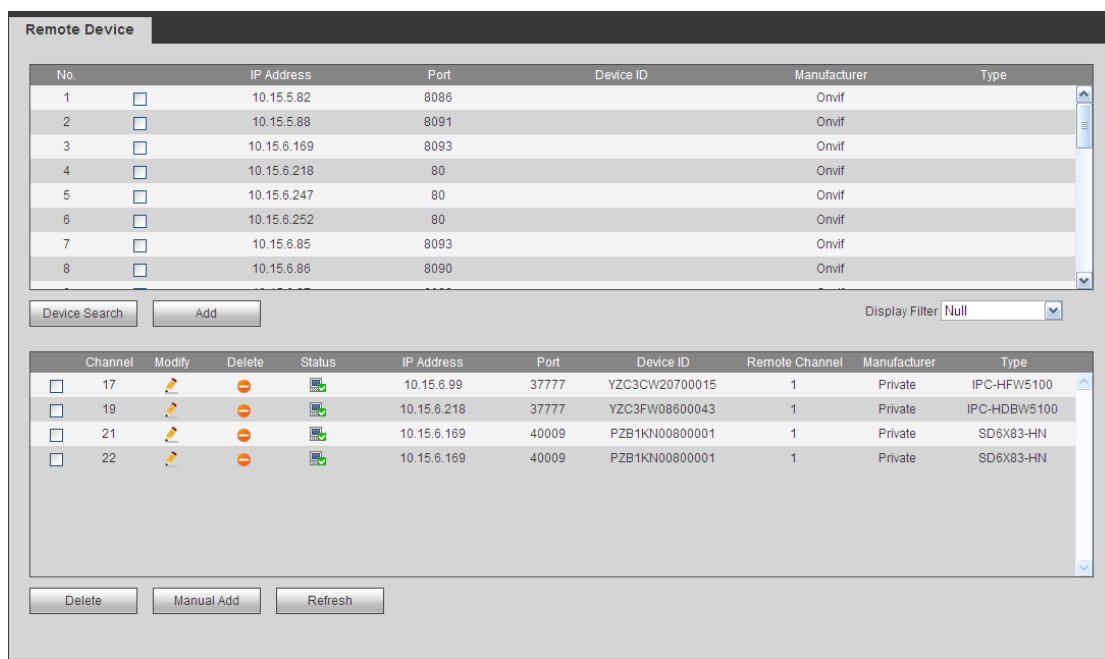 Remote Device
No. IP Address Port Device ID Manufacturer Type
1 10.15.5.82 8086 Onvif
2 10.15.5.88 8091 Onvif
3 10.15.6.169 8093 Onvif
4 10.15.6.218 80 Onvif
5 10.15.6.247 80 Onvif
6 10.15.6.252 80 Onvif
7 10.15.6.85 8093 Onvif
8 10.15.6.86 8090 Onvif
Device Search Add Display Filter Null
Channel Modify Delete Status IP Address Port Device ID Remote Channel Manufacturer Type
17 10.15.6.99 37777 YZC3CW20700015 1 Private IPC-HFW5100
19 10.15.6.218 37777 YZC3FW08600043 1 Private IPC-HDBW5100
21 10.15.6.169 40009 PZB1KN00800001 1 Private SD6X83-HN
22 10.15.6.169 40009 PZB1KN00800001 1 Private SD6X83-HN
Delete Manual Add Refresh